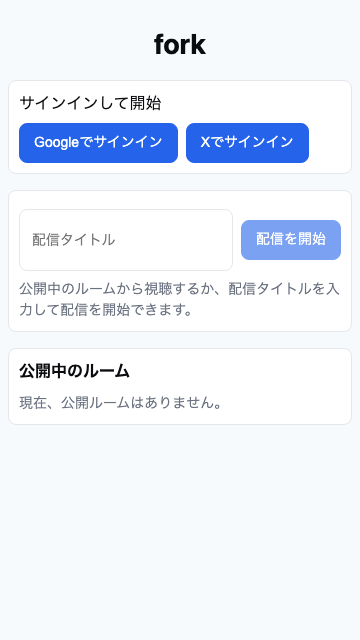 fork
サインインして開始
Googleでサインイン
Xでサインイン
配信タイトル
配信を開始
公開中のルームから視聴するか、配信タイトルを入
力して配信を開始できます。
公開中のルーム
現在、公開ルームはありません。